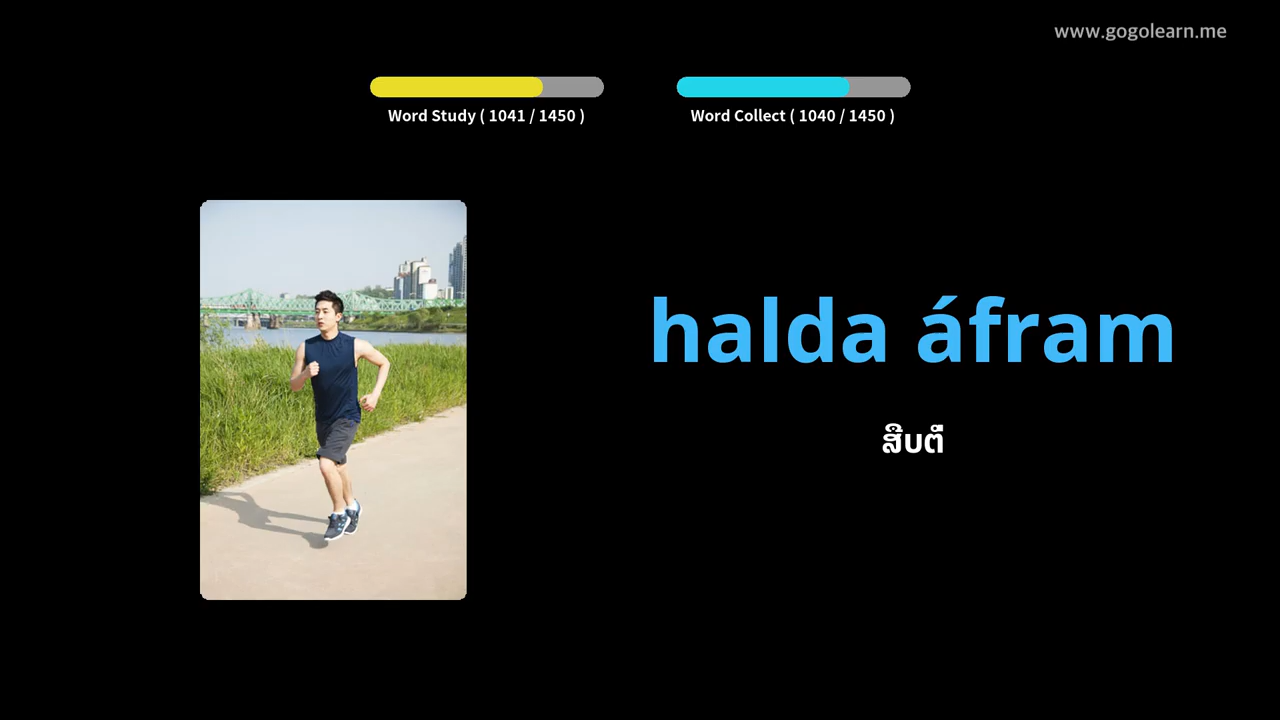 www.gogolearn.me
Word Study ( 1041 / 1450 )
Word Collect ( 1040 / 1450 )
halda áfram
ສືບຕໍ່